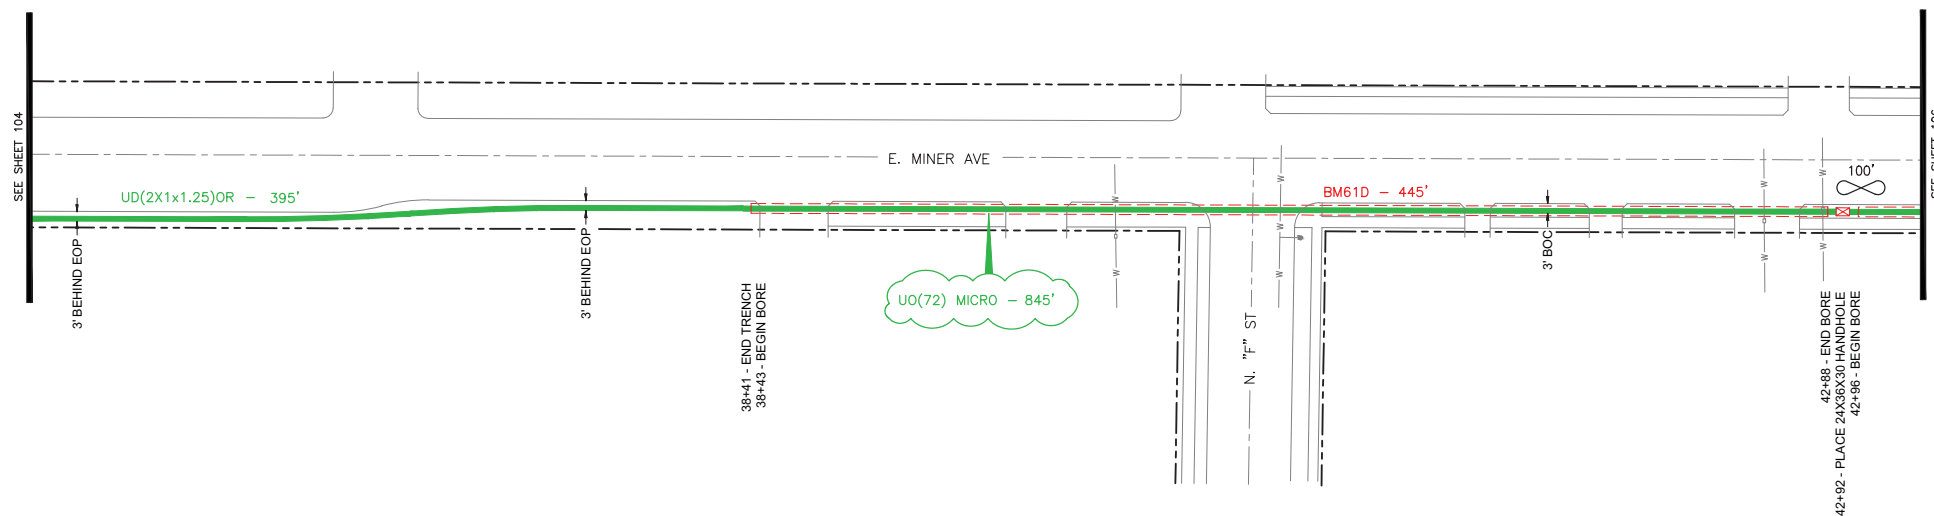 SEE SHEET 104
E. MINER AVE
UD(2X1x1.25)OR - 395'
BM61D - 445'
100'
3' BEHIND EOP
3' BEHIND EOP
38+41 - END TRENCH
38+43 - BEGIN BORE
UO(72) MICRO - 845'
N. "F" ST
3' BOC
42+88 - END BORE
42+92 - PLACE 24X36X30 HANDHOLE
42+96 - BEGIN BORE
W
W
W
W
W
W
W
W
W
SEE SHEET